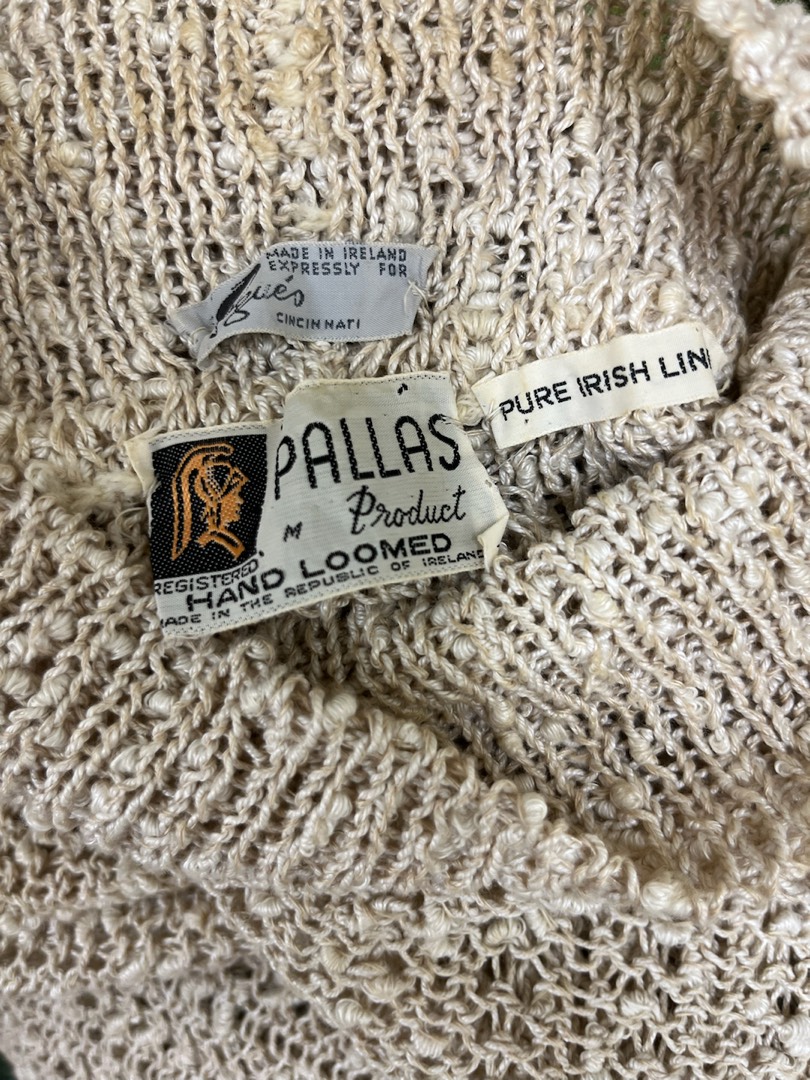 MADE IN IRELAND
EXPRESSLY FOR
CINCINNATI
PURE IRISH LIN
PALLAS
Product
M
REGISTERED.
HAND LOOMED
MADE IN THE REPUBLIC OF IRELAND